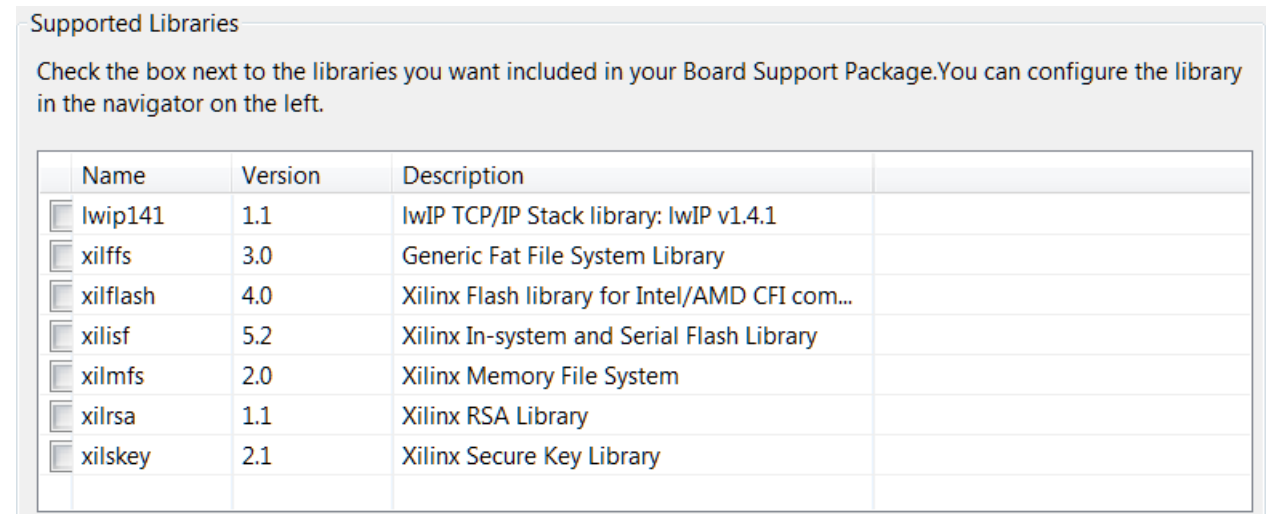 Supported Libraries
Check the box next to the libraries you want included in your Board Support Package.You can configure the library
in the navigator on the left.
Name Version Description
lwip141 1.1 lwIP TCP/IP Stack library: lwIP v1.4.1
xilffs 3.0 Generic Fat File System Library
xilflash 4.0 Xilinx Flash library for Intel/AMD CFI com...
xilisf 5.2 Xilinx In-system and Serial Flash Library
xilmfs 2.0 Xilinx Memory File System
xilrsa 1.1 Xilinx RSA Library
xilskey 2.1 Xilinx Secure Key Library